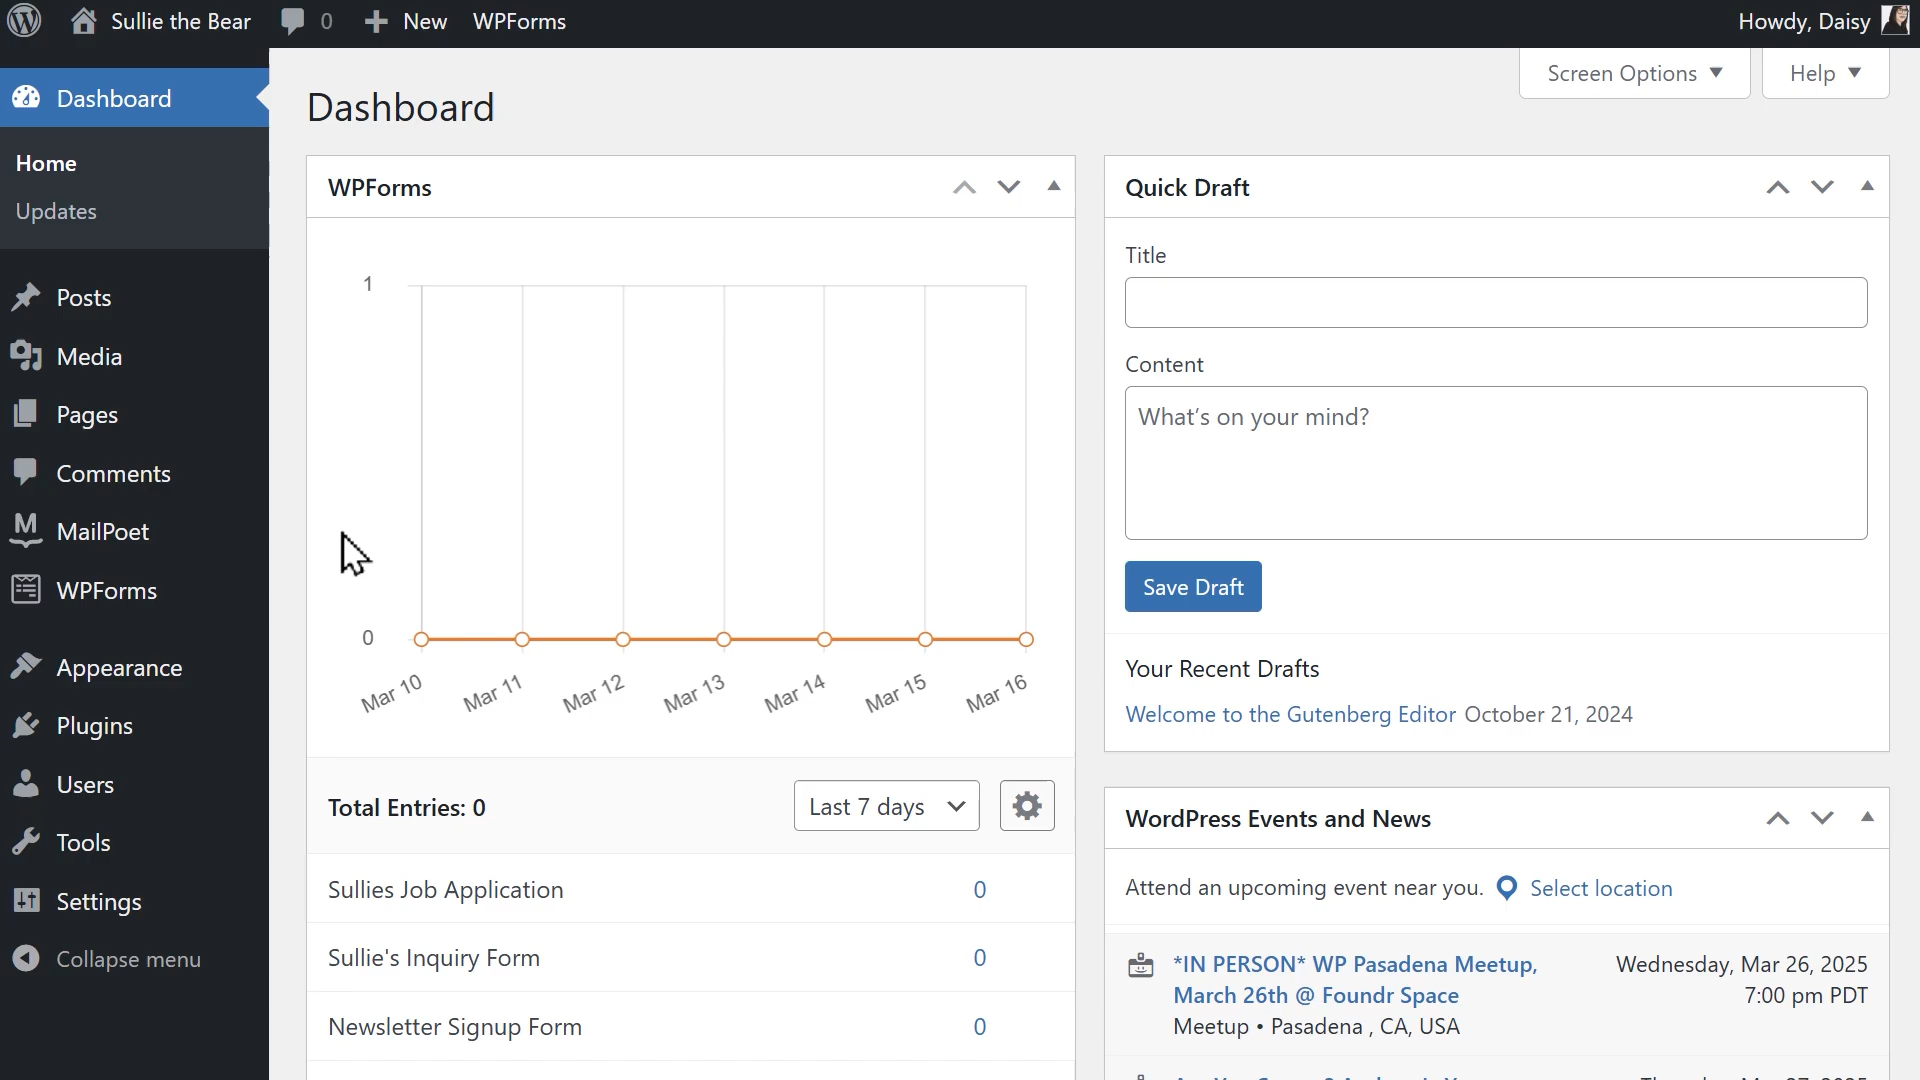 Sullie the Bear 0 New WPForms Howdy, Daisy
Dashboard
Home
Updates
Posts
Media
Pages
Comments
MailPoet
WPForms
Appearance
Plugins
Users
Tools
Settings
Collapse menu
Screen Options Help
Dashboard
WPForms
1
0
Mar 10 Mar 11 Mar 12 Mar 13 Mar 14 Mar 15 Mar 16
Total Entries: 0 Last 7 days
Sullies Job Application 0
Sullie's Inquiry Form 0
Newsletter Signup Form 0
Quick Draft
Title
Content
What's on your mind?
Save Draft
Your Recent Drafts
Welcome to the Gutenberg Editor October 21, 2024
WordPress Events and News
Attend an upcoming event near you. Select location
*IN PERSON* WP Pasadena Meetup, Wednesday, Mar 26, 2025
March 26th @ Foundr Space 7:00 pm PDT
Meetup • Pasadena , CA, USA